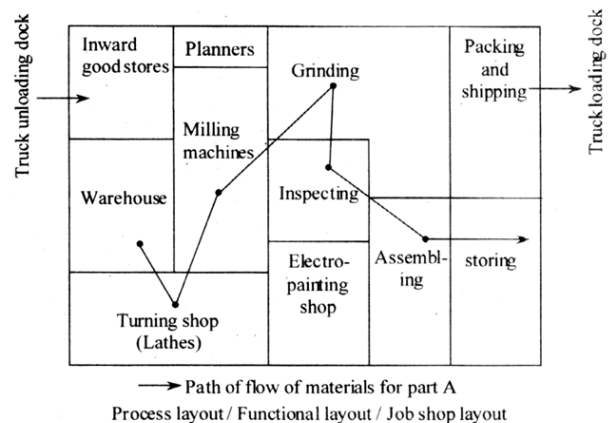 Truck unloading dock
Inward
good stores
Planners
Grinding
Packing
and
shipping
Truck loading dock
Milling
machines
Warehouse
Inspecting
Electro-
painting
shop
Assembl-
ing
storing
Turning shop
(Lathes)
Path of flow of materials for part A
Process layout / Functional layout / Job shop layout